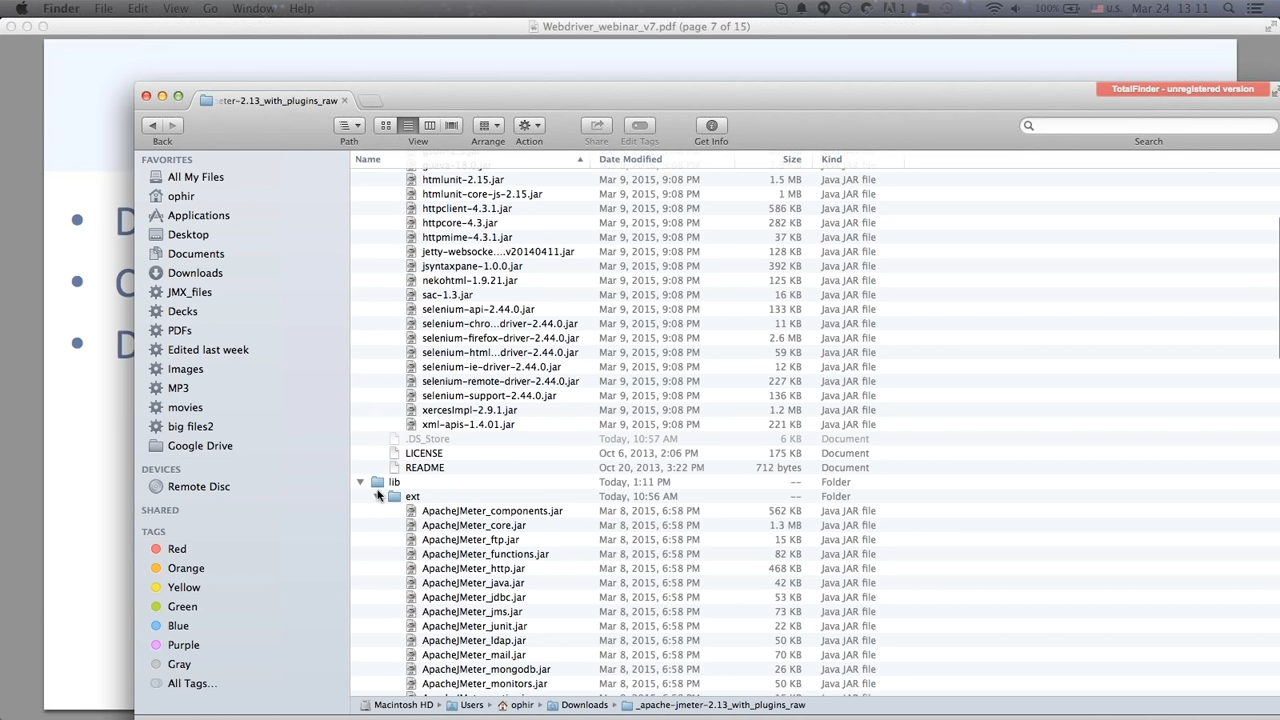 Finder File Edit View Go Window Help 1 100% U.S. Mar 24 13:11
Webdriver_webinar_v7.pdf (page 7 of 15)
eter-2.13_with_plugins_raw
TotalFinder - unregistered version
Back Path View Arrange Action Share Edit Tags Get Info Search
FAVORITES
All My Files
ophir
Applications
Desktop
Documents
Downloads
JMX_files
Decks
PDFs
Edited last week
Images
MP3
movies
big files2
Google Drive
DEVICES
Remote Disc
SHARED
TAGS
Red
Orange
Yellow
Green
Blue
Purple
Gray
All Tags…
Name Date Modified Size Kind
htmlunit-2.15.jar Mar 9, 2015, 9:08 PM 1.5 MB Java JAR file
htmlunit-core-js-2.15.jar Mar 9, 2015, 9:08 PM 1 MB Java JAR file
httpclient-4.3.1.jar Mar 9, 2015, 9:08 PM 586 KB Java JAR file
httpcore-4.3.jar Mar 9, 2015, 9:08 PM 282 KB Java JAR file
httpmime-4.3.1.jar Mar 9, 2015, 9:08 PM 37 KB Java JAR file
jetty-websocke....v20140411.jar Mar 9, 2015, 9:08 PM 128 KB Java JAR file
jsyntaxpane-1.0.0.jar Mar 9, 2015, 9:08 PM 392 KB Java JAR file
nekohtml-1.9.21.jar Mar 9, 2015, 9:08 PM 125 KB Java JAR file
sac-1.3.jar Mar 9, 2015, 9:08 PM 16 KB Java JAR file
selenium-api-2.44.0.jar Mar 9, 2015, 9:08 PM 133 KB Java JAR file
selenium-chro...driver-2.44.0.jar Mar 9, 2015, 9:08 PM 11 KB Java JAR file
selenium-firefox-driver-2.44.0.jar Mar 9, 2015, 9:08 PM 2.6 MB Java JAR file
selenium-html...driver-2.44.0.jar Mar 9, 2015, 9:08 PM 59 KB Java JAR file
selenium-ie-driver-2.44.0.jar Mar 9, 2015, 9:08 PM 12 KB Java JAR file
selenium-remote-driver-2.44.0.jar Mar 9, 2015, 9:08 PM 227 KB Java JAR file
selenium-support-2.44.0.jar Mar 9, 2015, 9:08 PM 136 KB Java JAR file
xercesImpl-2.9.1.jar Mar 9, 2015, 9:08 PM 1.2 MB Java JAR file
xml-apis-1.4.01.jar Mar 9, 2015, 9:08 PM 221 KB Java JAR file
.DS_Store Today, 10:57 AM 6 KB Document
LICENSE Oct 6, 2013, 2:06 PM 175 KB Document
README Oct 20, 2013, 3:22 PM 712 bytes Document
lib Today, 1:11 PM -- Folder
ext Today, 10:56 AM -- Folder
ApacheJMeter_components.jar Mar 8, 2015, 6:58 PM 562 KB Java JAR file
ApacheJMeter_core.jar Mar 8, 2015, 6:58 PM 1.3 MB Java JAR file
ApacheJMeter_ftp.jar Mar 8, 2015, 6:58 PM 15 KB Java JAR file
ApacheJMeter_functions.jar Mar 8, 2015, 6:58 PM 82 KB Java JAR file
ApacheJMeter_http.jar Mar 8, 2015, 6:58 PM 468 KB Java JAR file
ApacheJMeter_java.jar Mar 8, 2015, 6:58 PM 42 KB Java JAR file
ApacheJMeter_jdbc.jar Mar 8, 2015, 6:58 PM 53 KB Java JAR file
ApacheJMeter_jms.jar Mar 8, 2015, 6:58 PM 73 KB Java JAR file
ApacheJMeter_junit.jar Mar 8, 2015, 6:58 PM 22 KB Java JAR file
ApacheJMeter_ldap.jar Mar 8, 2015, 6:58 PM 50 KB Java JAR file
ApacheJMeter_mail.jar Mar 8, 2015, 6:58 PM 70 KB Java JAR file
ApacheJMeter_mongodb.jar Mar 8, 2015, 6:58 PM 26 KB Java JAR file
ApacheJMeter_monitors.jar Mar 8, 2015, 6:58 PM 50 KB Java JAR file
Macintosh HD Users ophir Downloads _apache-jmeter-2.13_with_plugins_raw